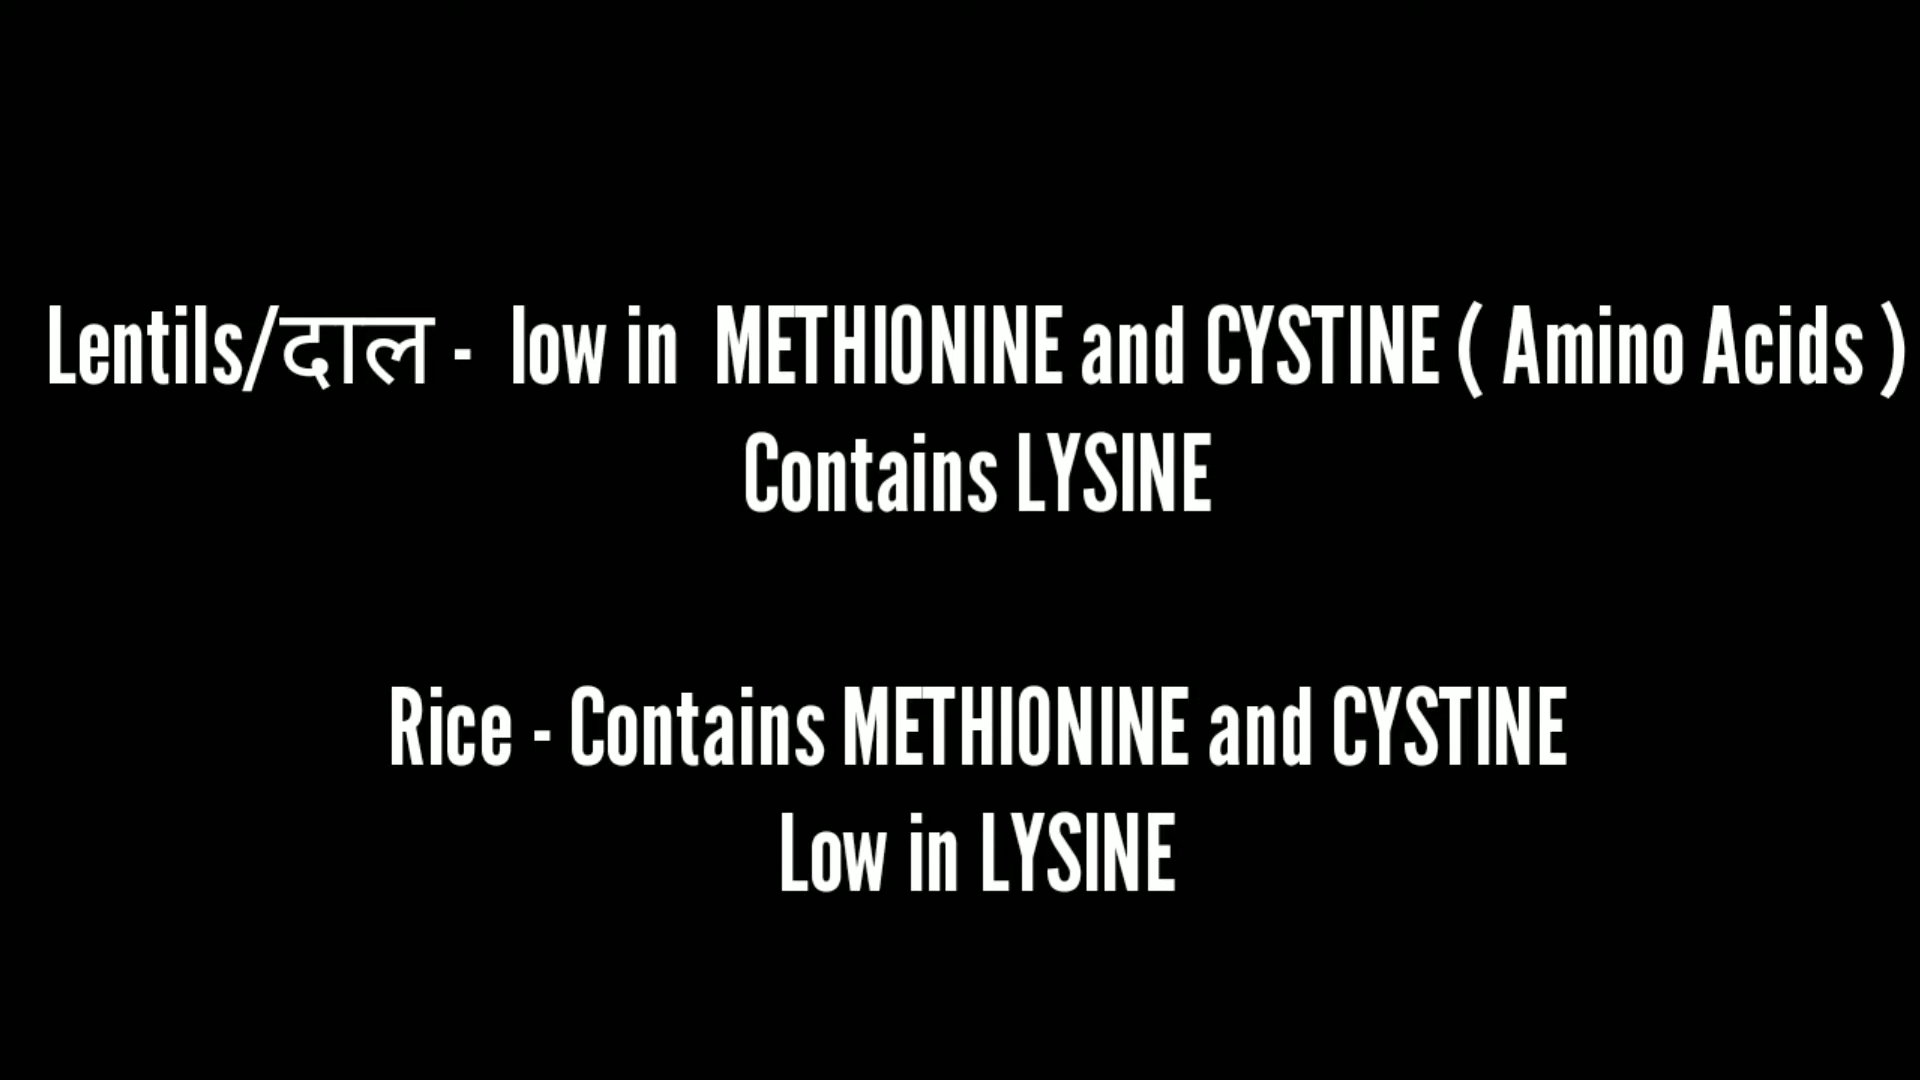 Lentils/दाल - low in METHIONINE and CYSTINE ( Amino Acids )
Contains LYSINE
Rice - Contains METHIONINE and CYSTINE
Low in LYSINE